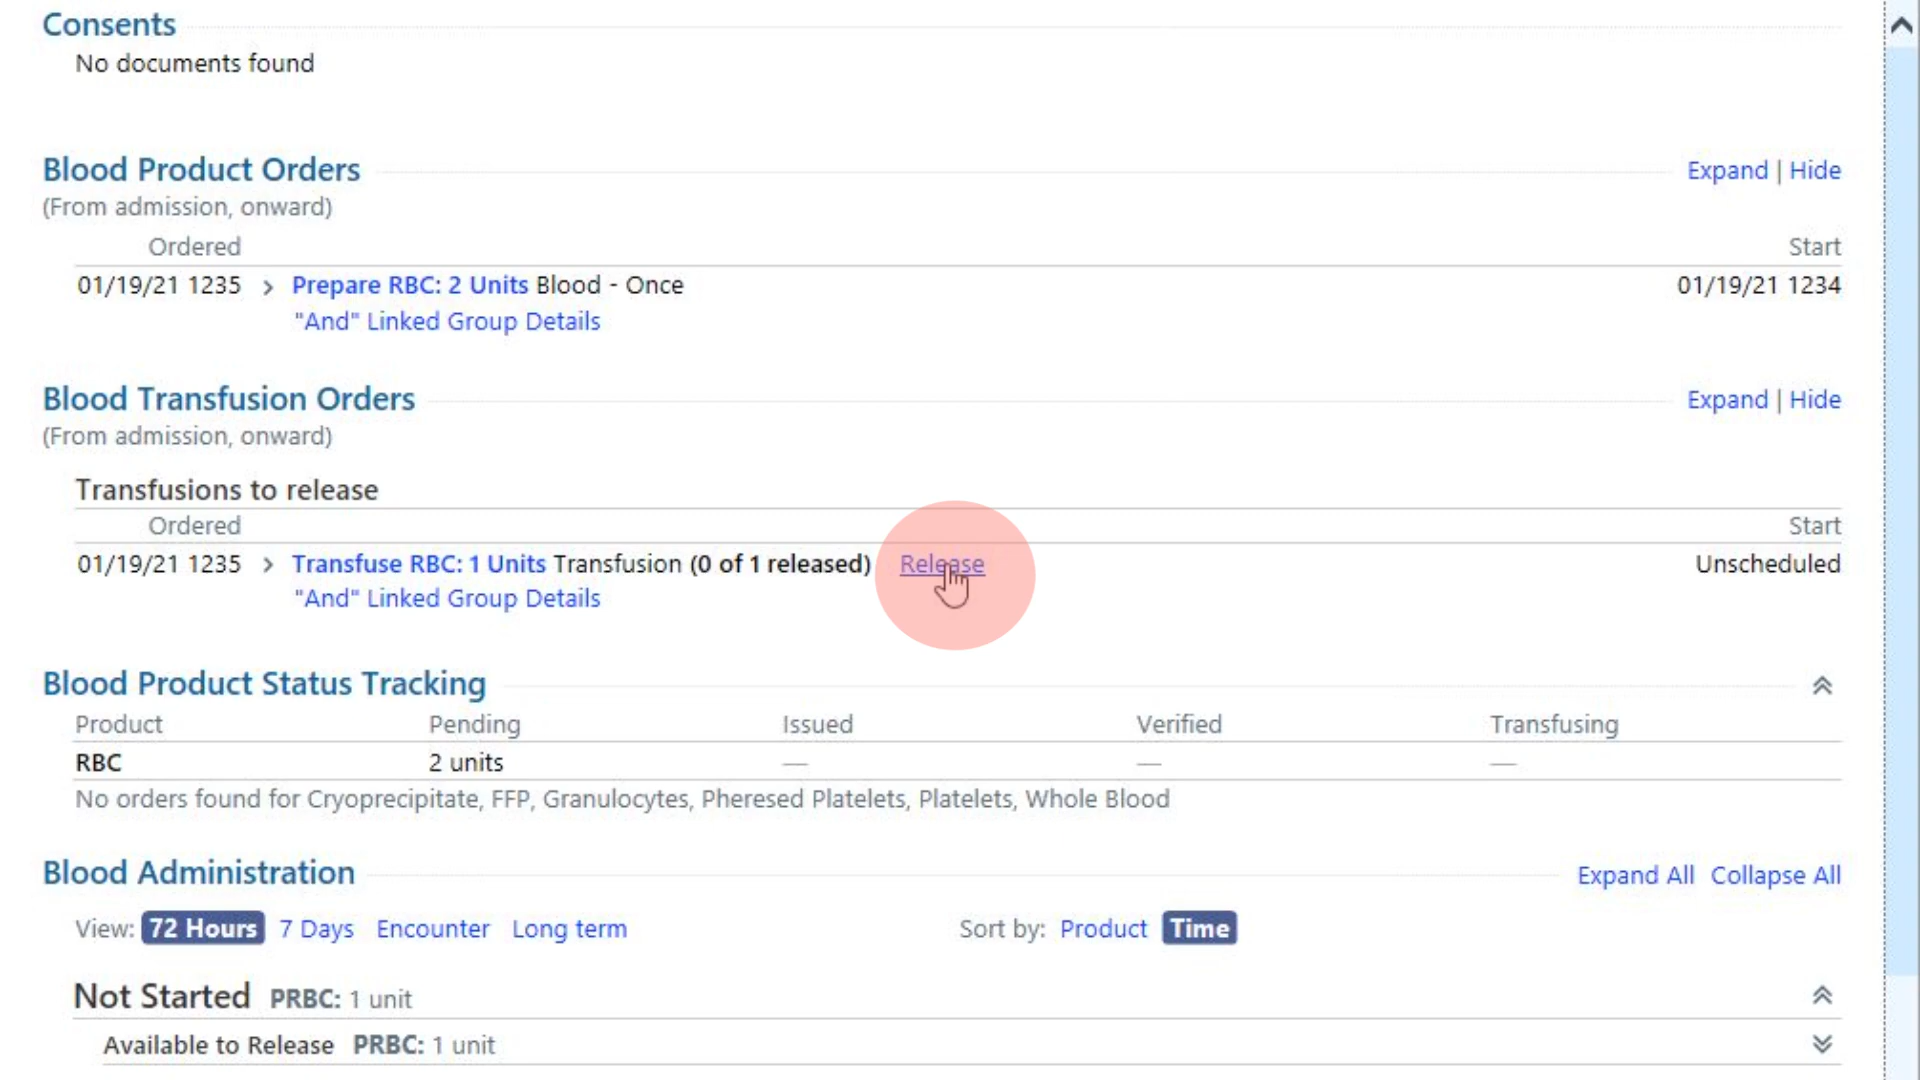 Consents
No documents found
Blood Product Orders Expand | Hide
(From admission, onward)
Ordered Start
01/19/21 1235 > Prepare RBC: 2 Units Blood - Once 01/19/21 1234
"And" Linked Group Details
Blood Transfusion Orders Expand | Hide
(From admission, onward)
Transfusions to release
Ordered Start
01/19/21 1235 > Transfuse RBC: 1 Units Transfusion (0 of 1 released) Release Unscheduled
"And" Linked Group Details
Blood Product Status Tracking
Product Pending Issued Verified Transfusing
RBC 2 units — — —
No orders found for Cryoprecipitate, FFP, Granulocytes, Pheresed Platelets, Platelets, Whole Blood
Blood Administration Expand All Collapse All
View: 72 Hours 7 Days Encounter Long term Sort by: Product Time
Not Started PRBC: 1 unit
Available to Release PRBC: 1 unit